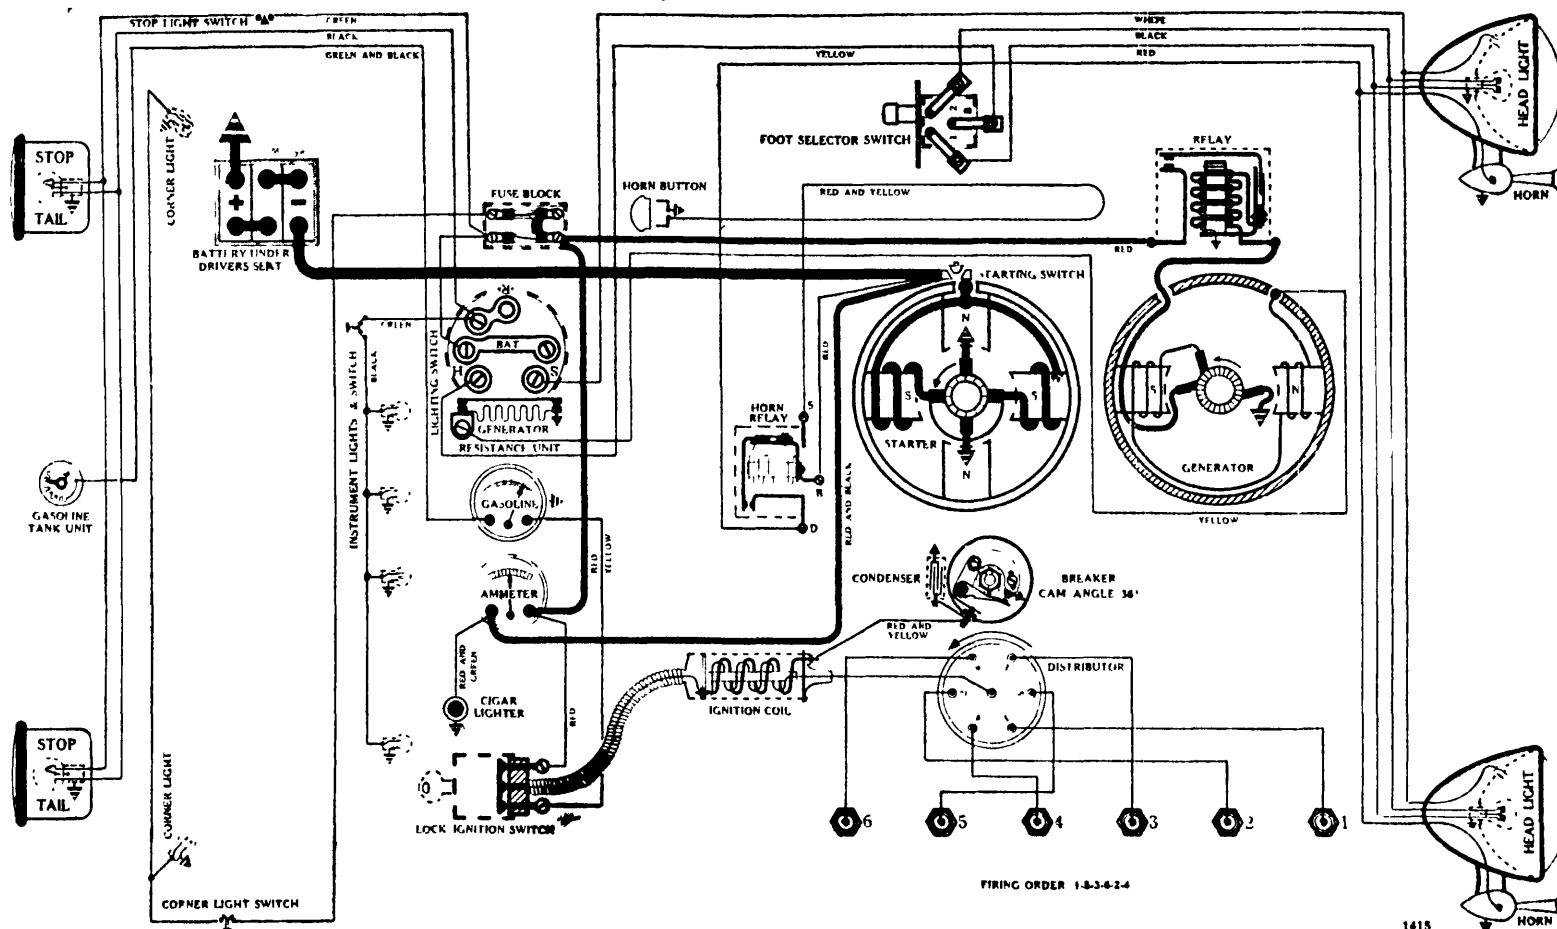 STOP LIGHT SWITCH
GREEN
BLACK
GREEN AND BLACK
YELLOW
WHITE
BLACK
RED
HEAD LIGHT
HORN
STOP
TAIL
CORNER LIGHT
+ −
BATTERY UNDER
DRIVERS SEAT
FUSE BLOCK
HORN BUTTON
RED AND YELLOW
FOOT SELECTOR SWITCH
1 2
RELAY
RED
STARTING SWITCH
R
BAT
H S
GREEN
BLACK
LIGHTING SWITCH
INSTRUMENT LIGHTS & SWITCH
GENERATOR
RESISTANCE UNIT
RED
HORN
RELAY
S
D
N
S S
N
STARTER
RED AND BLACK
S N
GENERATOR
YELLOW
GASOLINE
TANK UNIT
GASOLINE
AMMETER
RED
YELLOW
CONDENSER
BREAKER
CAM ANGLE 36°
RED AND
YELLOW
DISTRIBUTOR
IGNITION COIL
RED AND
GREEN
CIGAR
LIGHTER
RED
LOCK IGNITION SWITCH
STOP
TAIL
CORNER LIGHT
CORNER LIGHT SWITCH
6 5 4 3 2 1
FIRING ORDER 1-5-3-6-2-4
HEAD LIGHT
HORN
1415